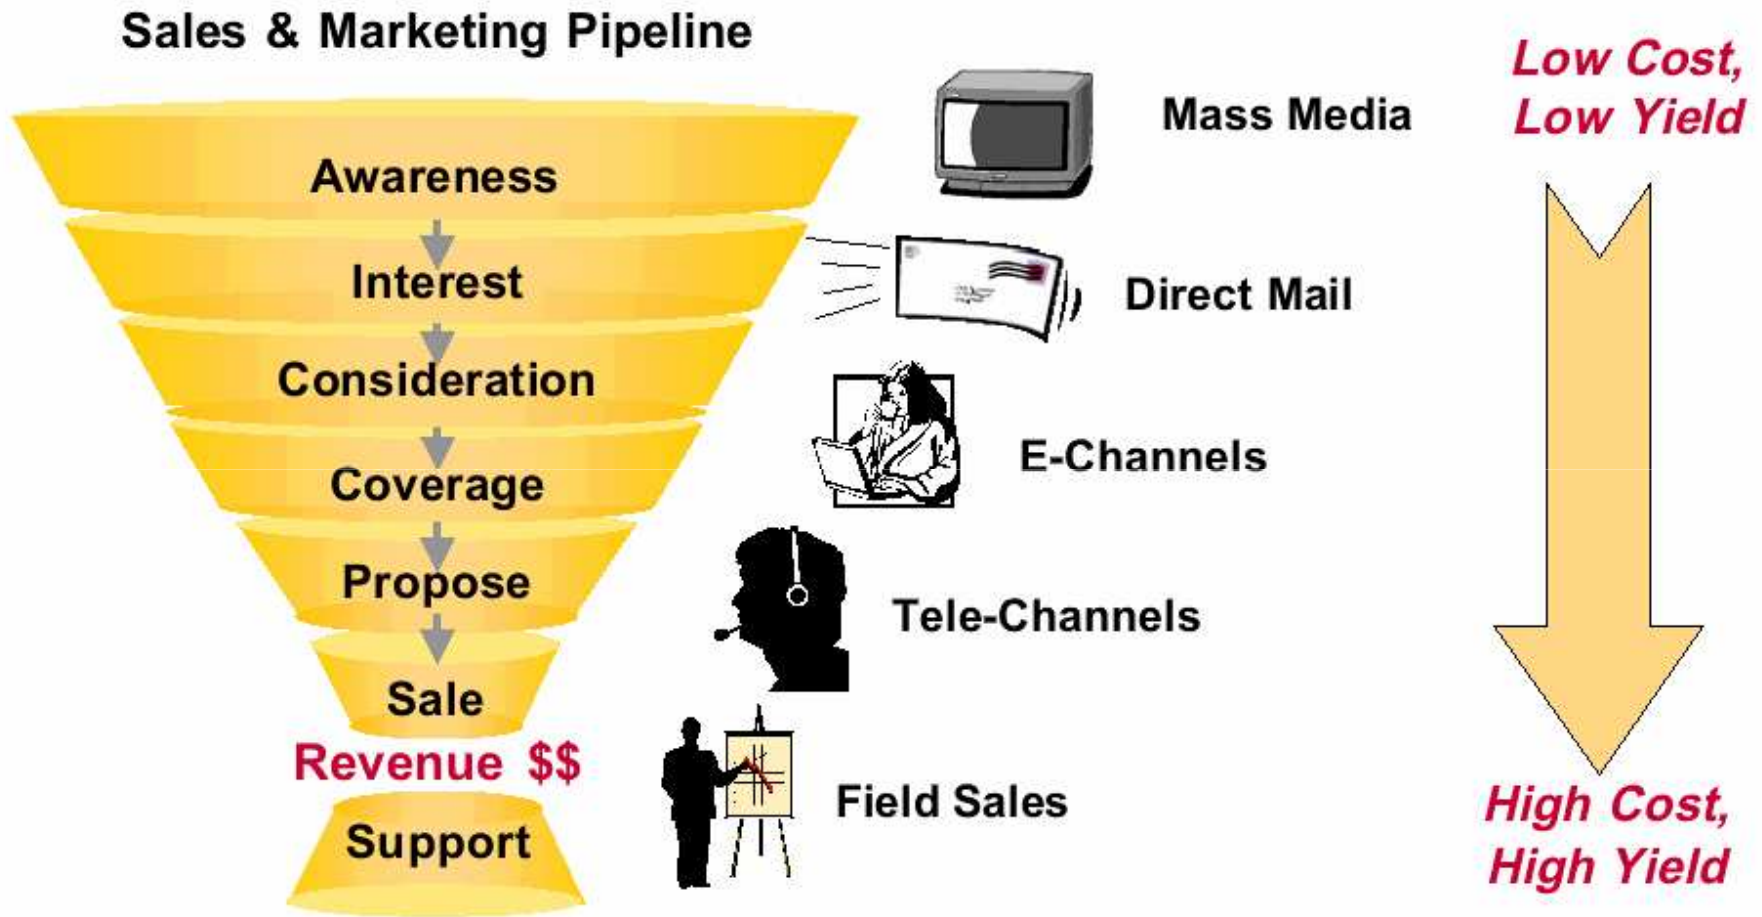 Sales & Marketing Pipeline
Awareness
Interest
Consideration
Coverage
Propose
Sale
Revenue $$
Support
Mass Media
Direct Mail
E-Channels
Tele-Channels
Field Sales
Low Cost,
Low Yield
High Cost,
High Yield